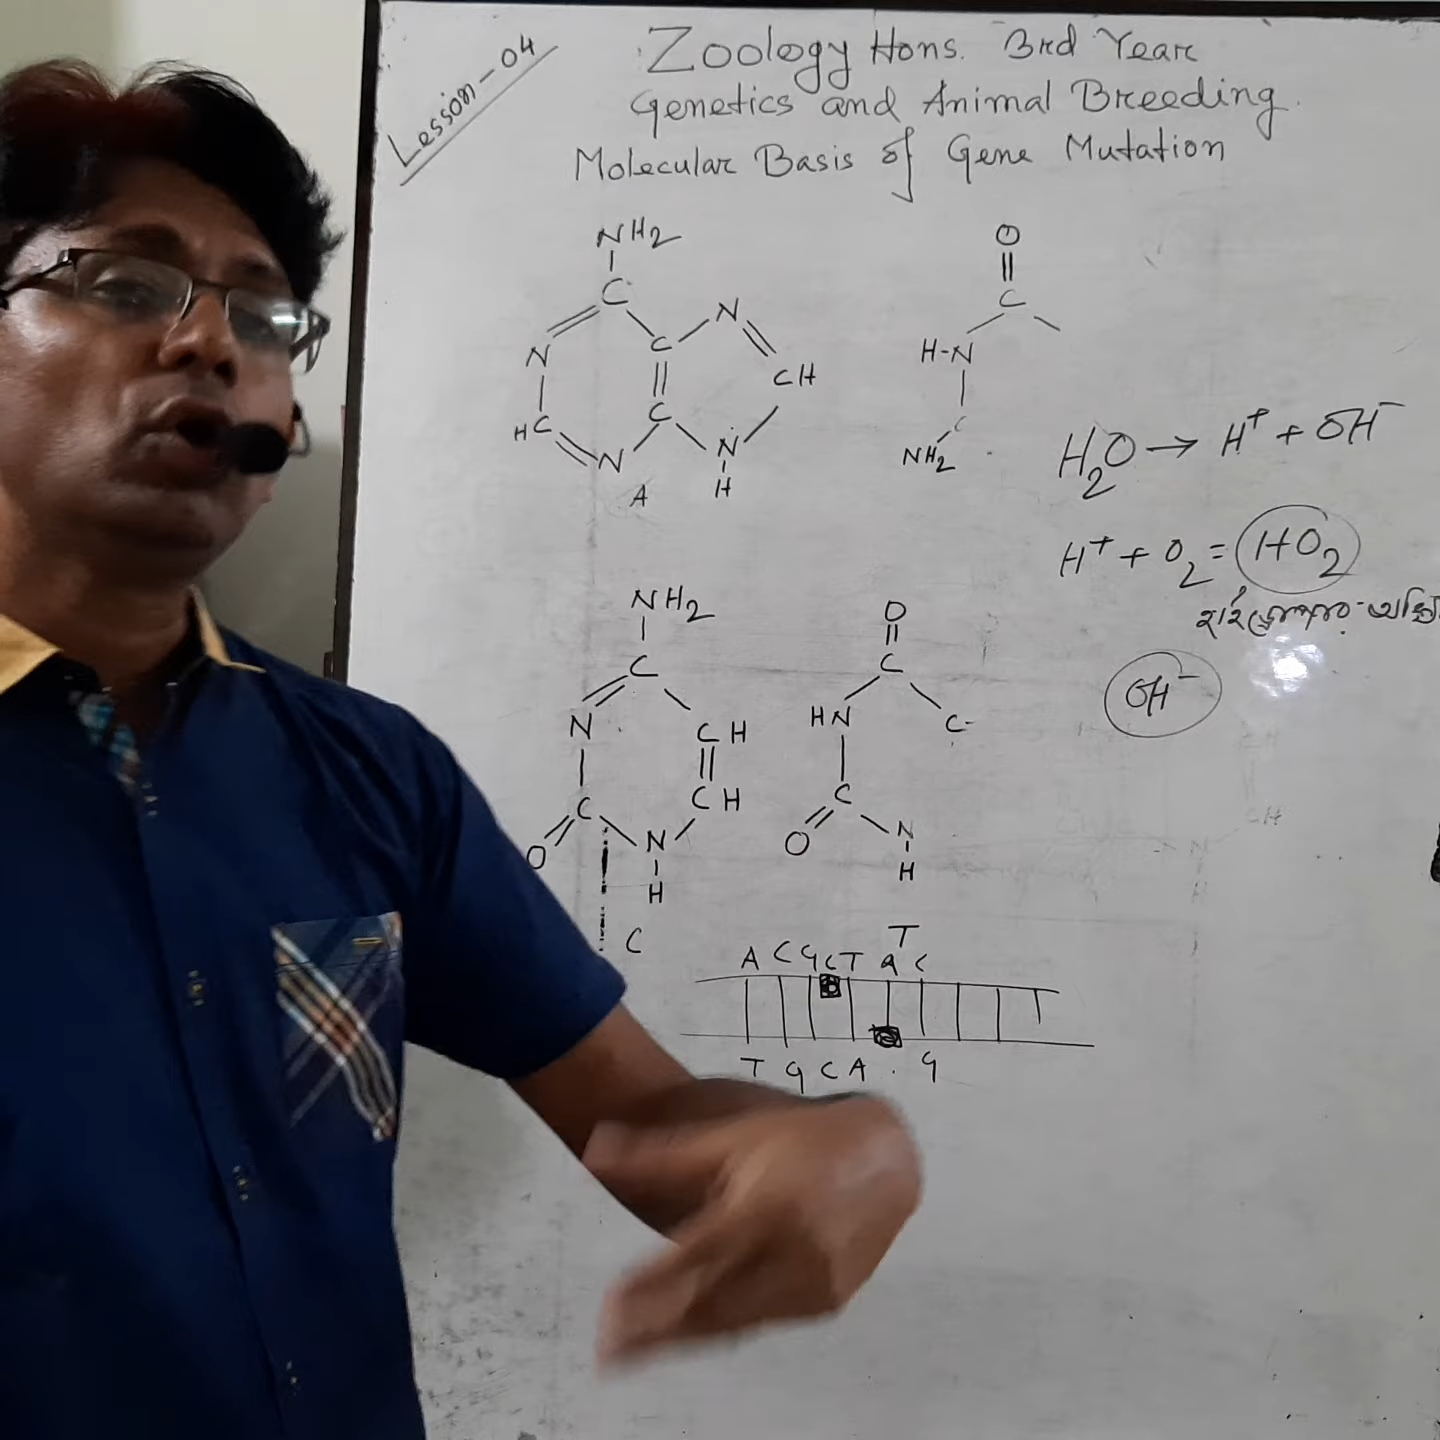 Lesson-04
Zoology Hons. 3rd Year
Genetics and Animal Breeding
Molecular Basis of Gene Mutation
NH2
C
N
C
N
CH
HC
N
C
N
H
A
O
C
H-N
C
NH2
H2O → H+ + OH-
H+ + O2 = HO2
OH-
NH2
C
N
CH
CH
C
O
N
H
C
O
C
HN
C-
C
O
N
H
T
A C G C T A C
T G C A . G